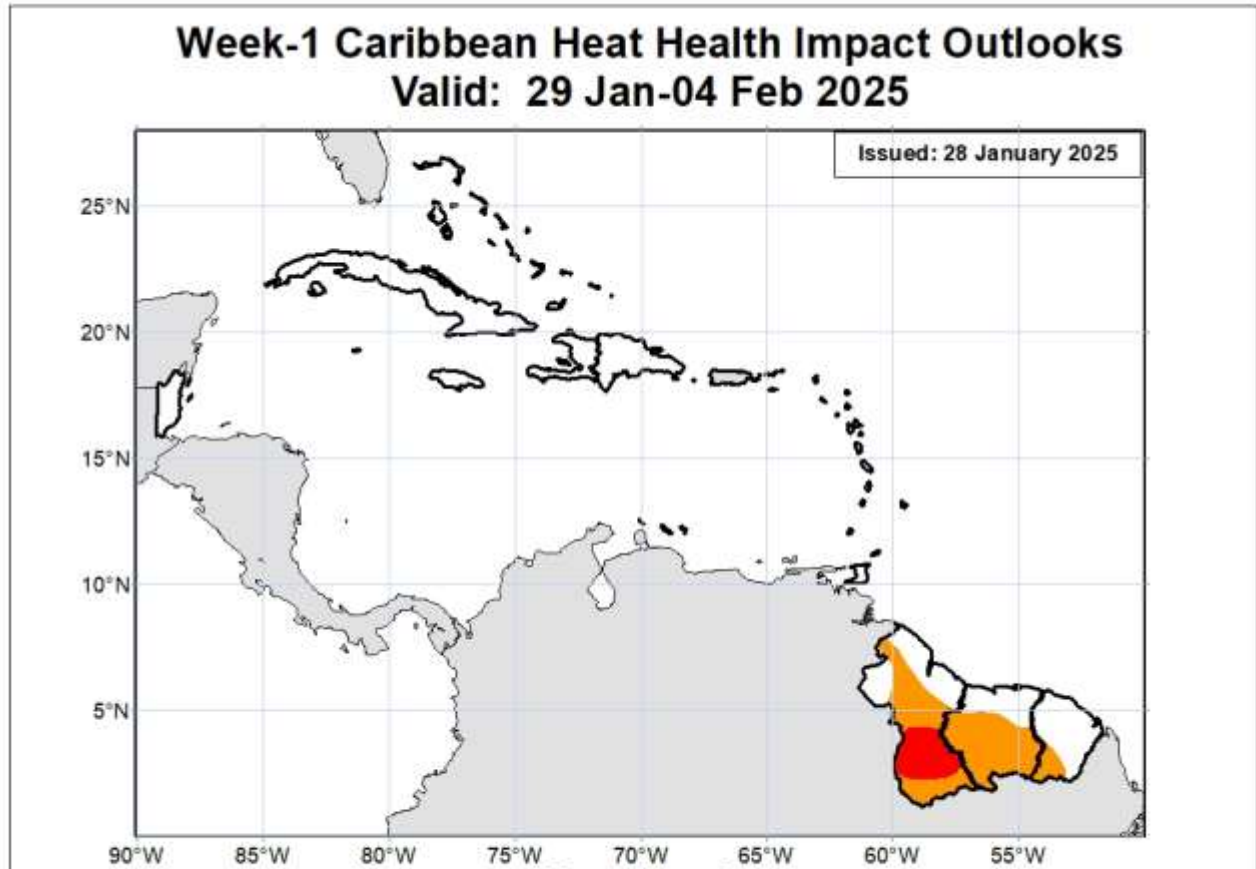 Week-1 Caribbean Heat Health Impact Outlooks
Valid: 29 Jan-04 Feb 2025
Issued: 28 January 2025
25°N
20°N
15°N
10°N
5°N
90°W 85°W 80°W 75°W 70°W 65°W 60°W 55°W